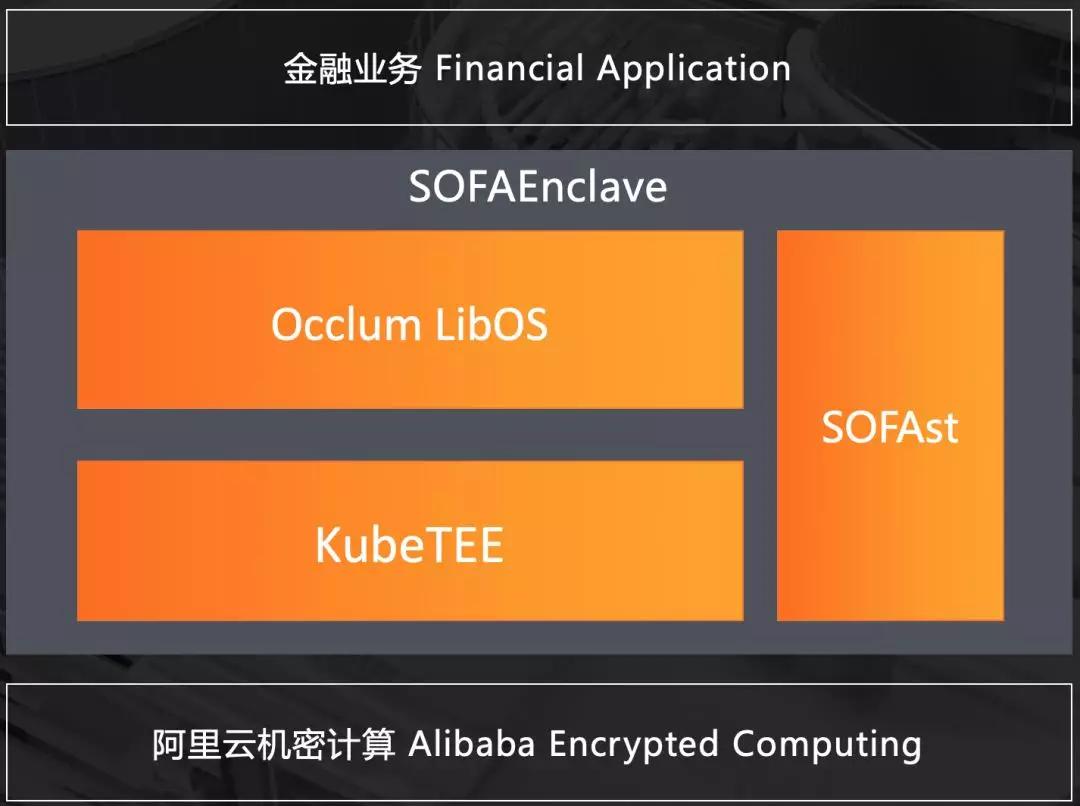 金融业务 Financial Application
SOFAEnclave
Occlum LibOS
SOFAst
KubeTEE
阿里云机密计算 Alibaba Encrypted Computing